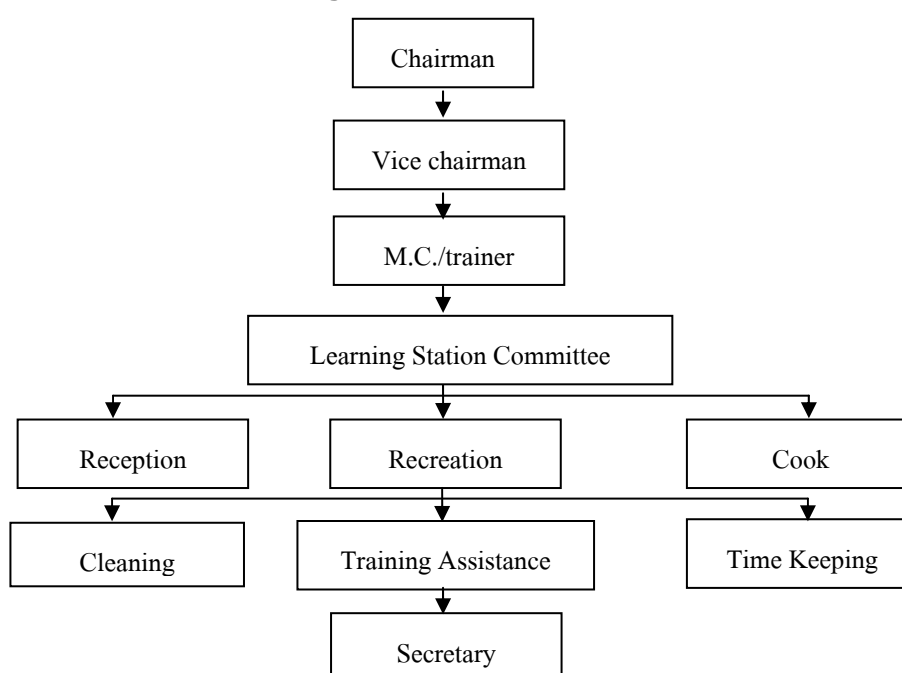 Chairman
Vice chairman
M.C./trainer
Learning Station Committee
Reception
Recreation
Cook
Cleaning
Training Assistance
Time Keeping
Secretary